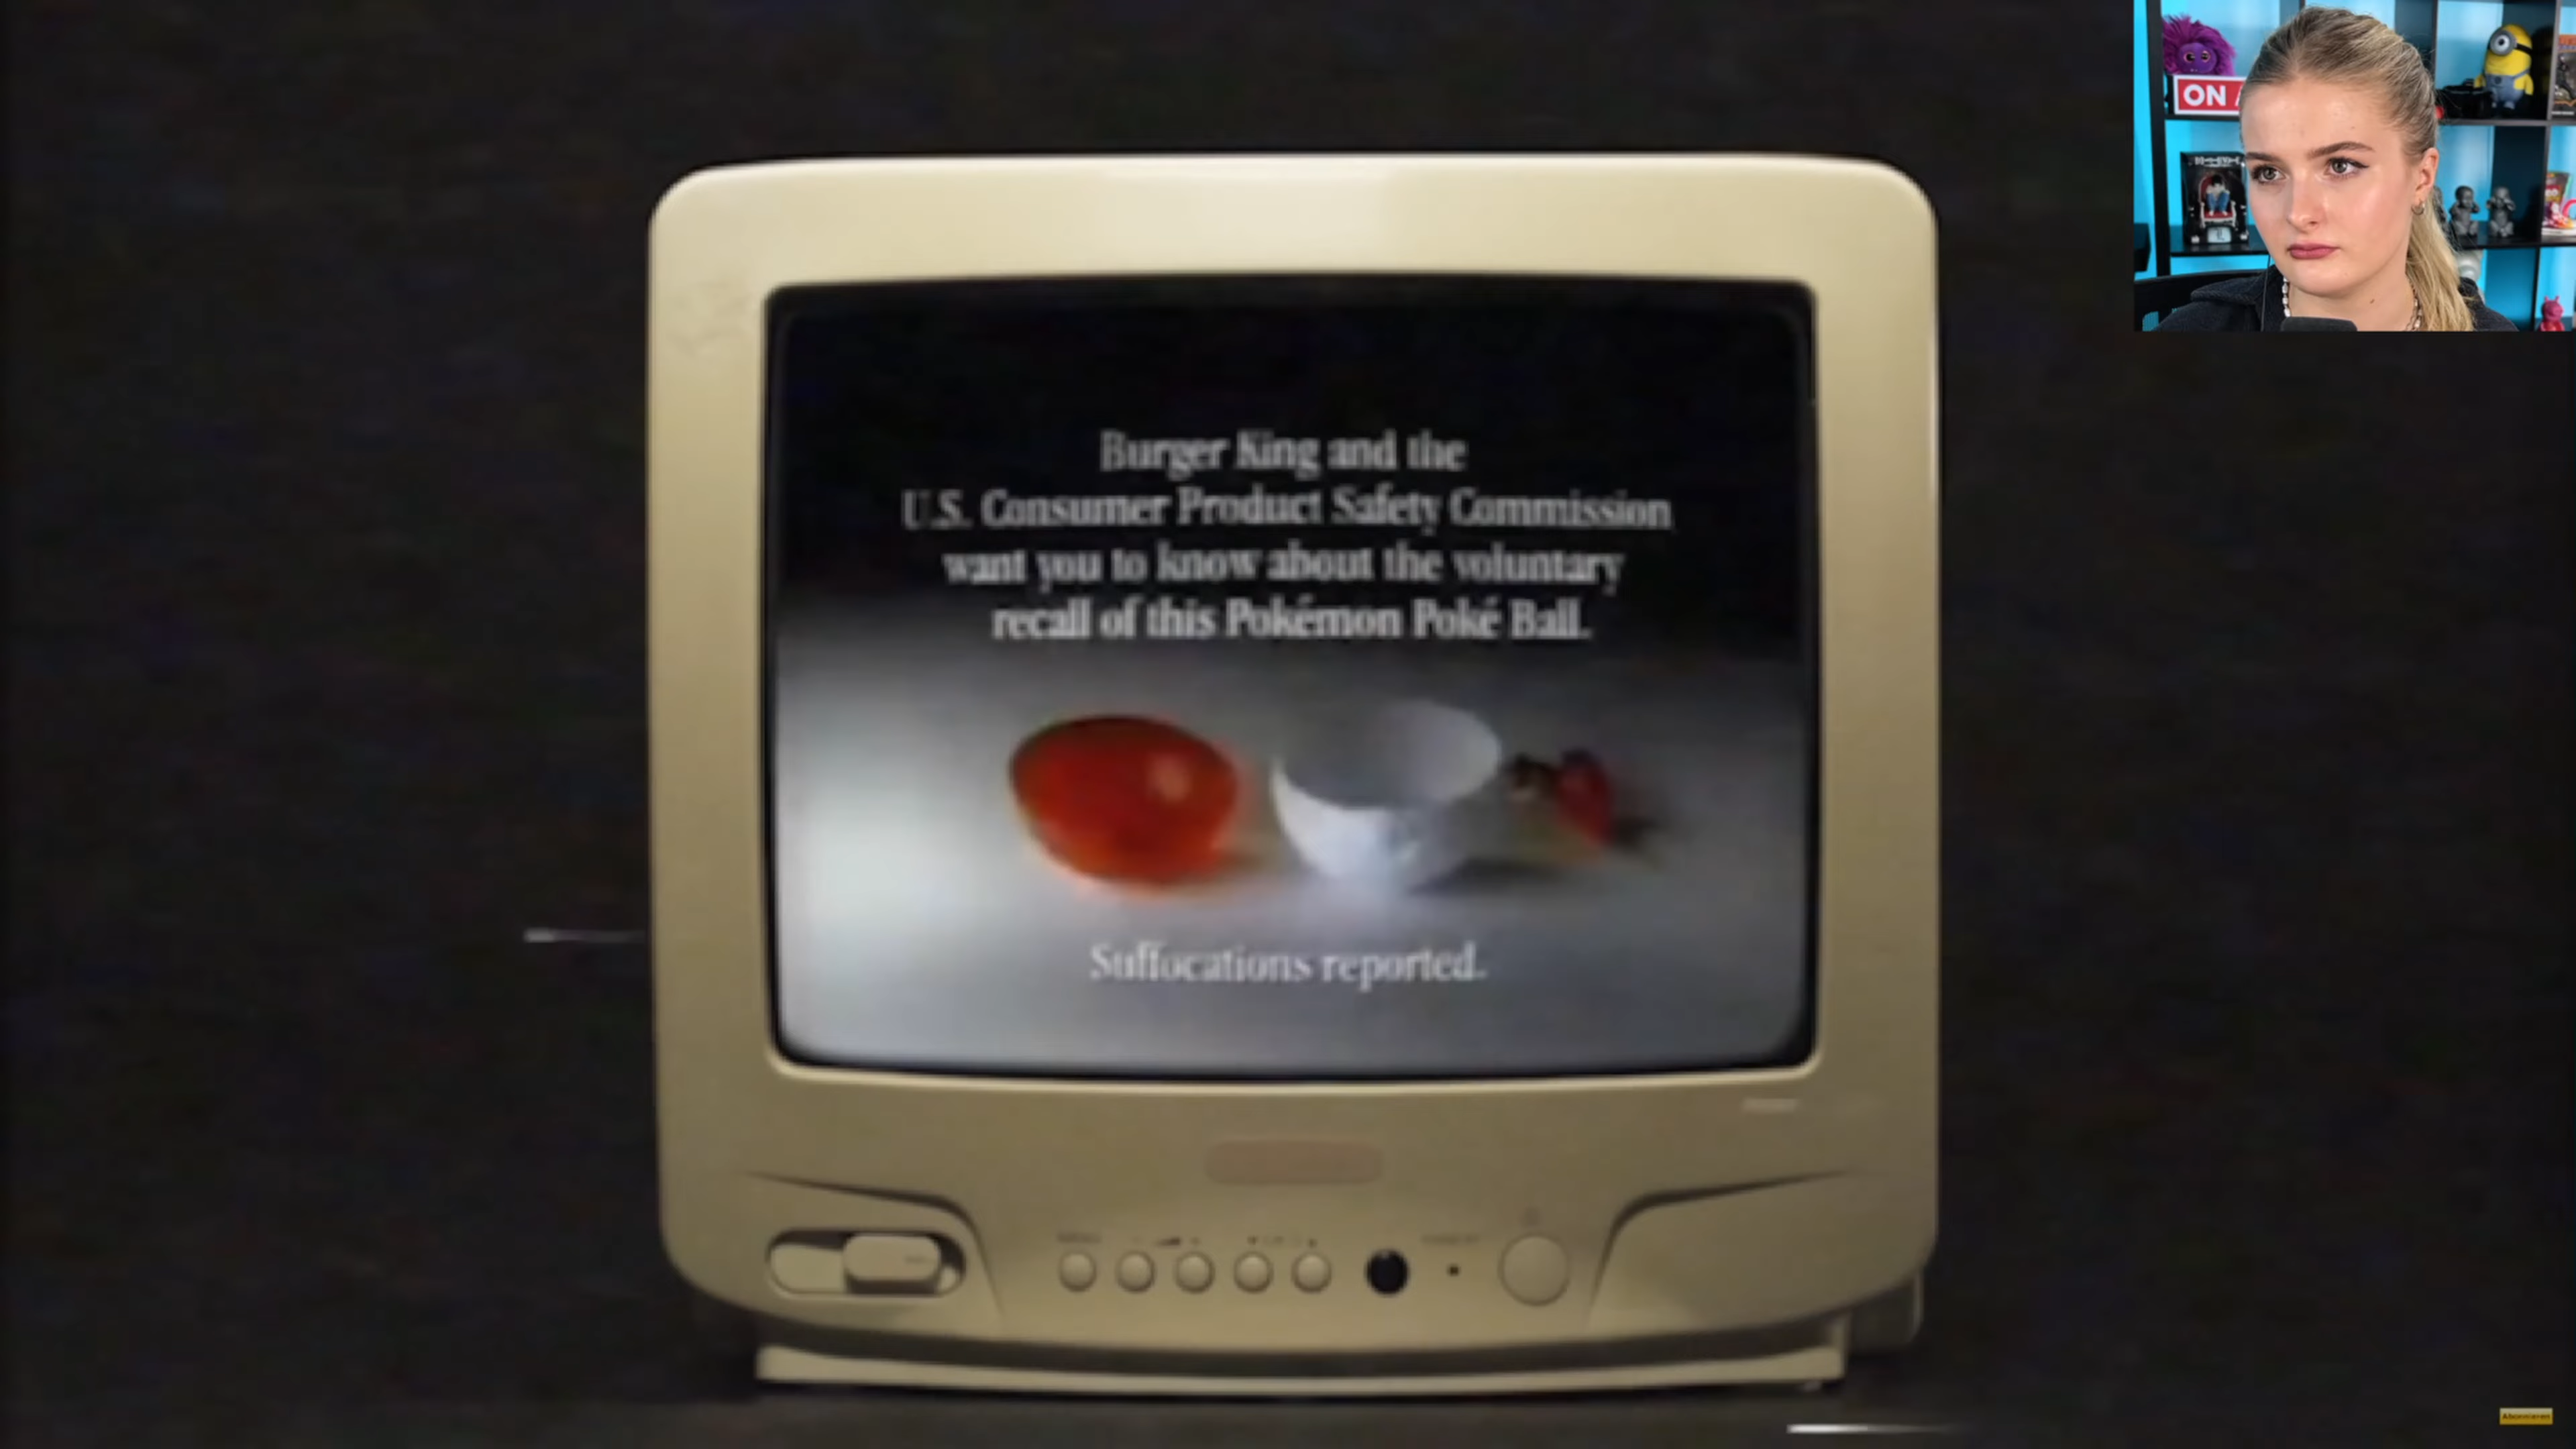 ON
Burger King and the
U.S. Consumer Product Safety Commission
want you to know about the voluntary
recall of this Pokémon Poké Ball.
Suffocations reported.
Abonnieren